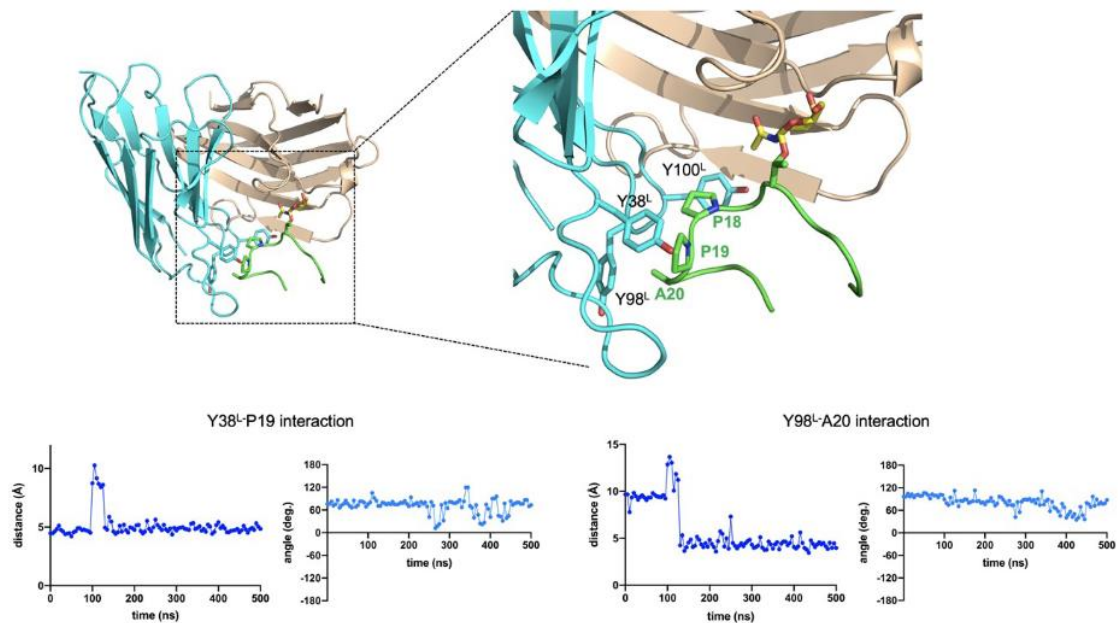 Y100ᴸ
Y38ᴸ
P18
P19
Y98ᴸ
A20
Y38ᴸ-P19 interaction
distance (Å)
10
5
0
0 100 200 300 400 500
time (ns)
angle (deg.)
180
120
60
0
-60
-120
-180
100 200 300 400 500
time (ns)
Y98ᴸ-A20 interaction
distance (Å)
15
10
5
0
0 100 200 300 400 500
time (ns)
angle (deg.)
180
120
60
0
-60
-120
-180
100 200 300 400 500
time (ns)